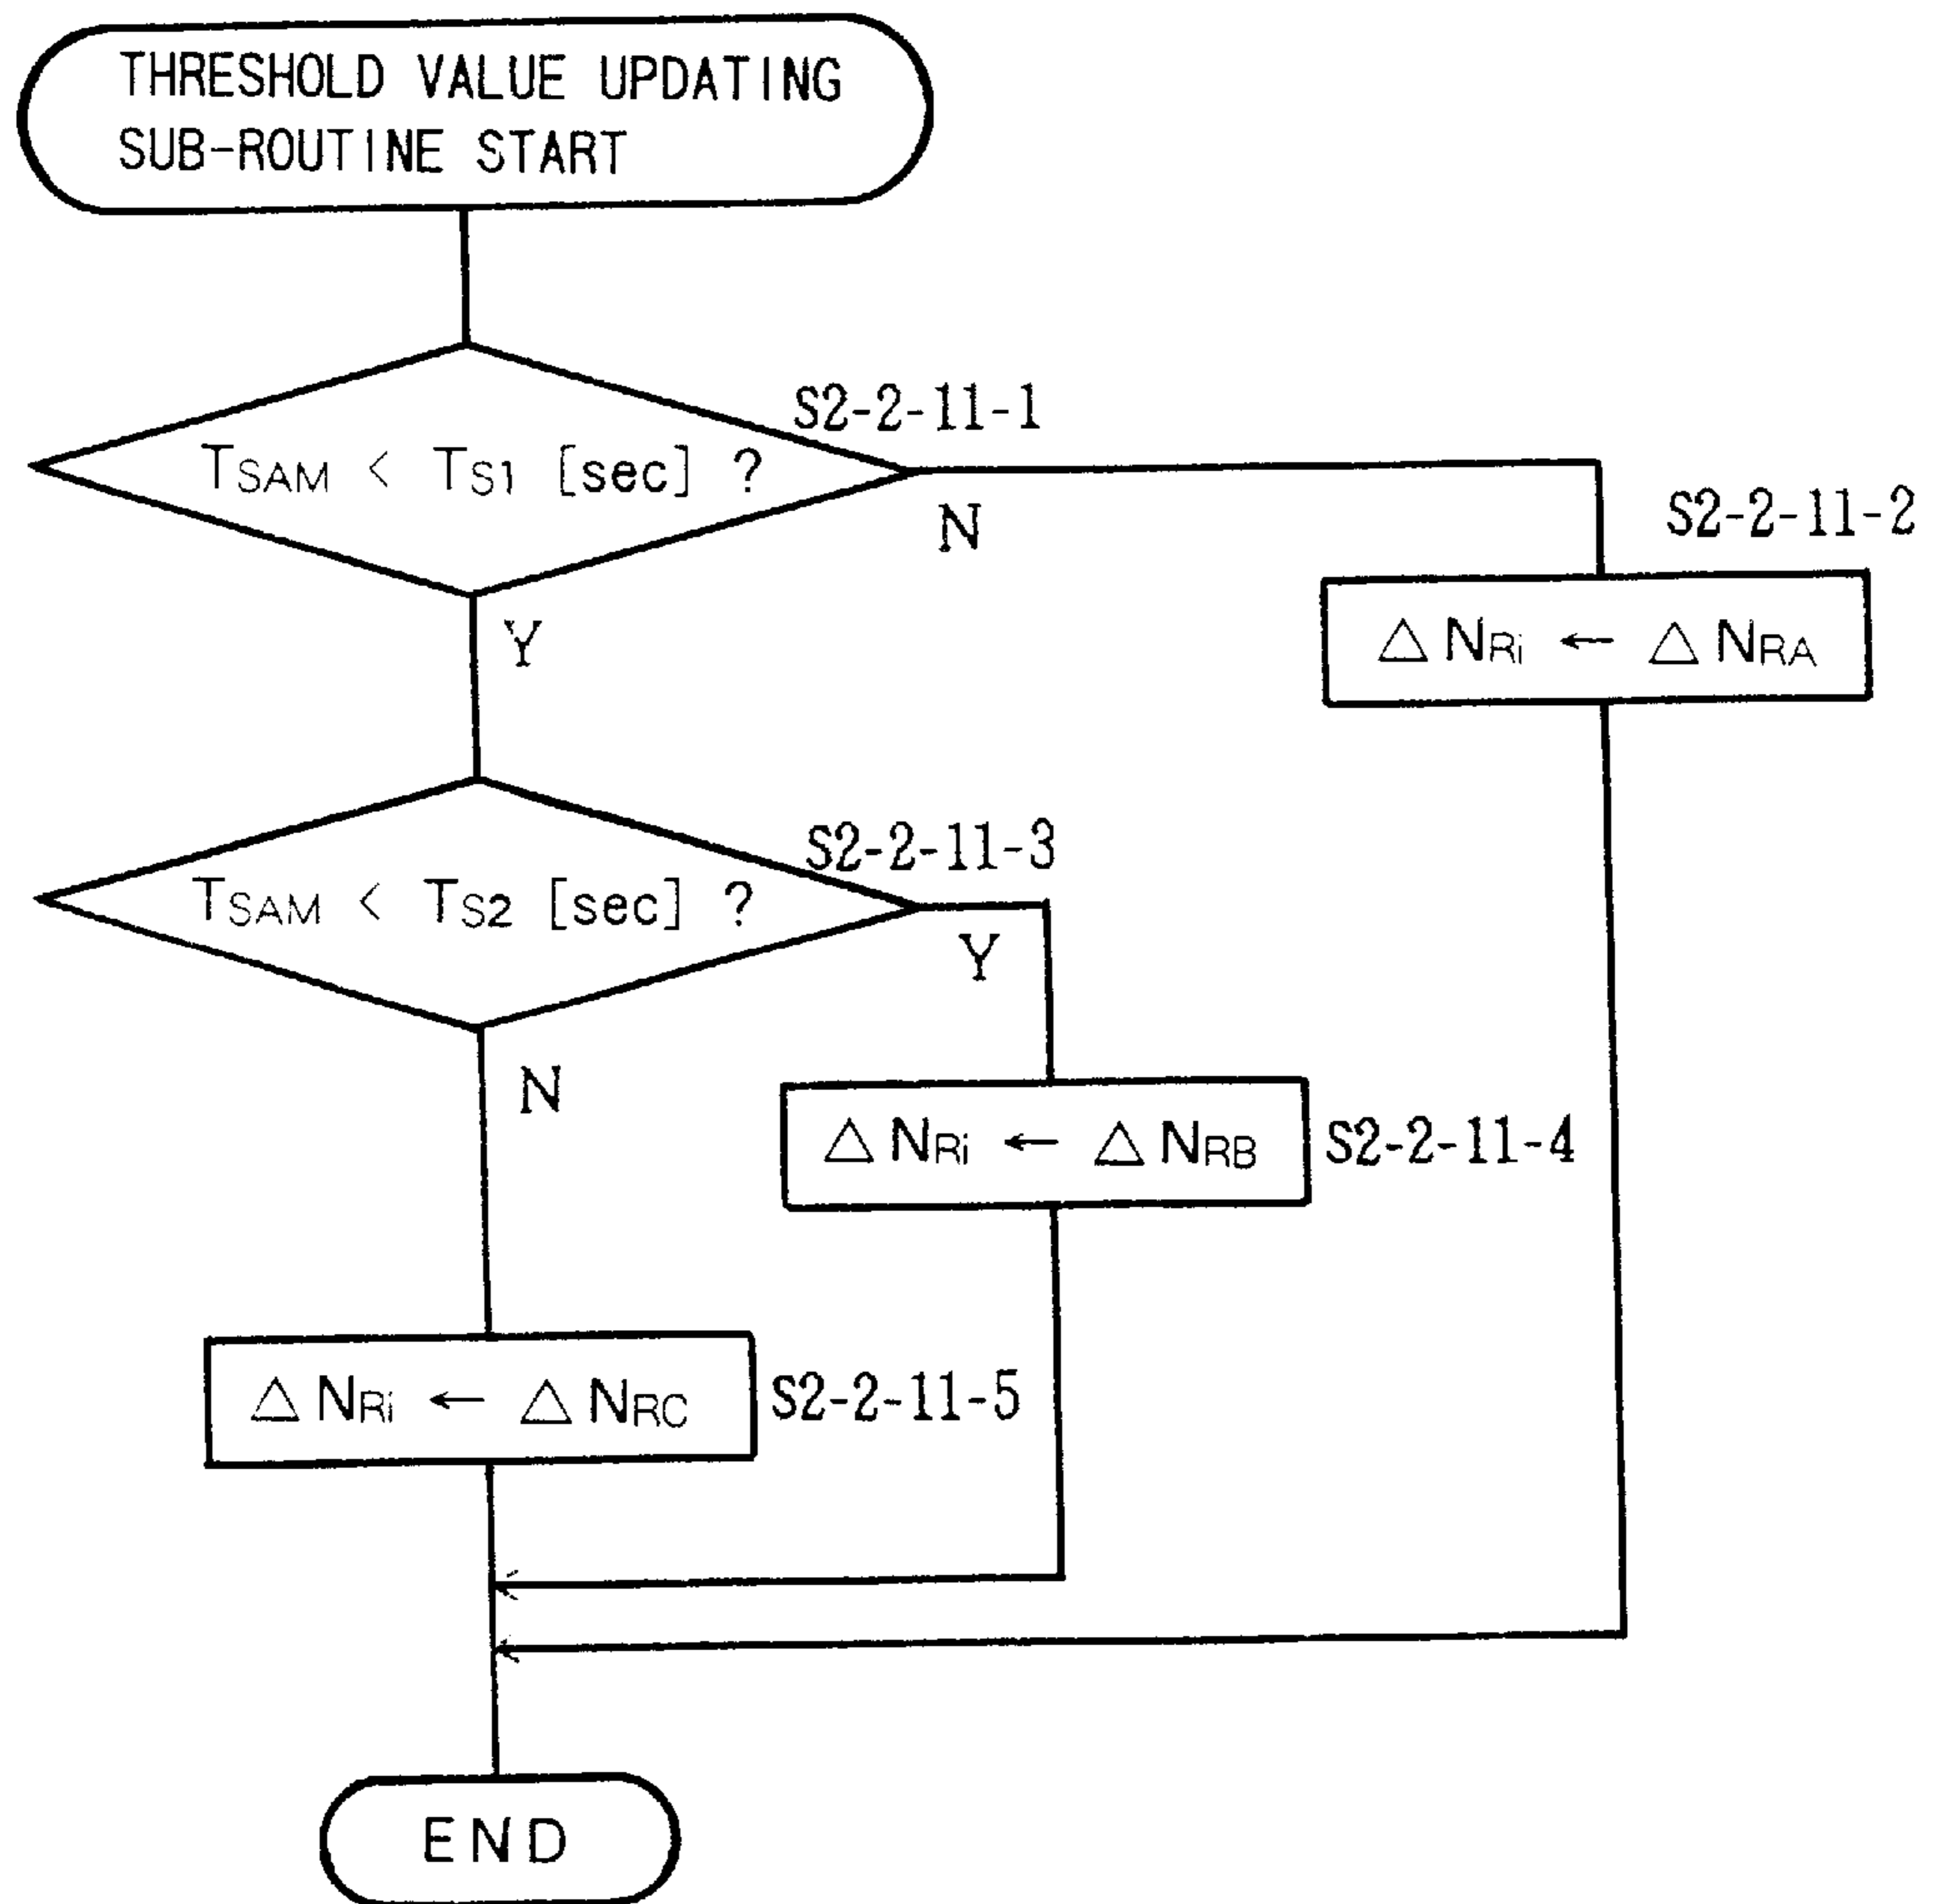 THRESHOLD VALUE UPDATING
SUB-ROUTINE START
S2-2-11-1
TSAM < TS1 [sec] ?
N
S2-2-11-2
△NRi ← △NRA
Y
S2-2-11-3
TSAM < TS2 [sec] ?
Y
N
△NRi ← △NRB
S2-2-11-4
△NRi ← △NRC
S2-2-11-5
END